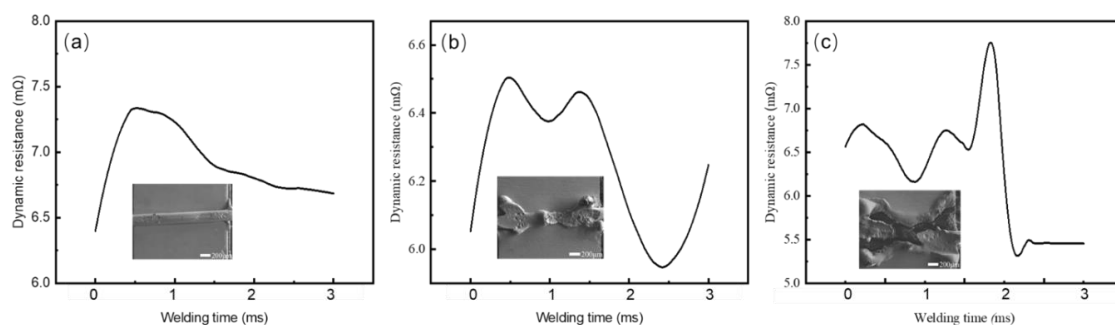 (a)
Dynamic resistance (mΩ)
8.0
7.5
7.0
6.5
6.0
200μm
0 1 2 3
Welding time (ms)
(b)
Dynamic resistance (mΩ)
6.6
6.4
6.2
6.0
200μm
0 1 2 3
Welding time (ms)
(c)
Dynamic resistance (mΩ)
8.0
7.5
7.0
6.5
6.0
5.5
5.0
200μm
0 1 2 3
Welding time (ms)